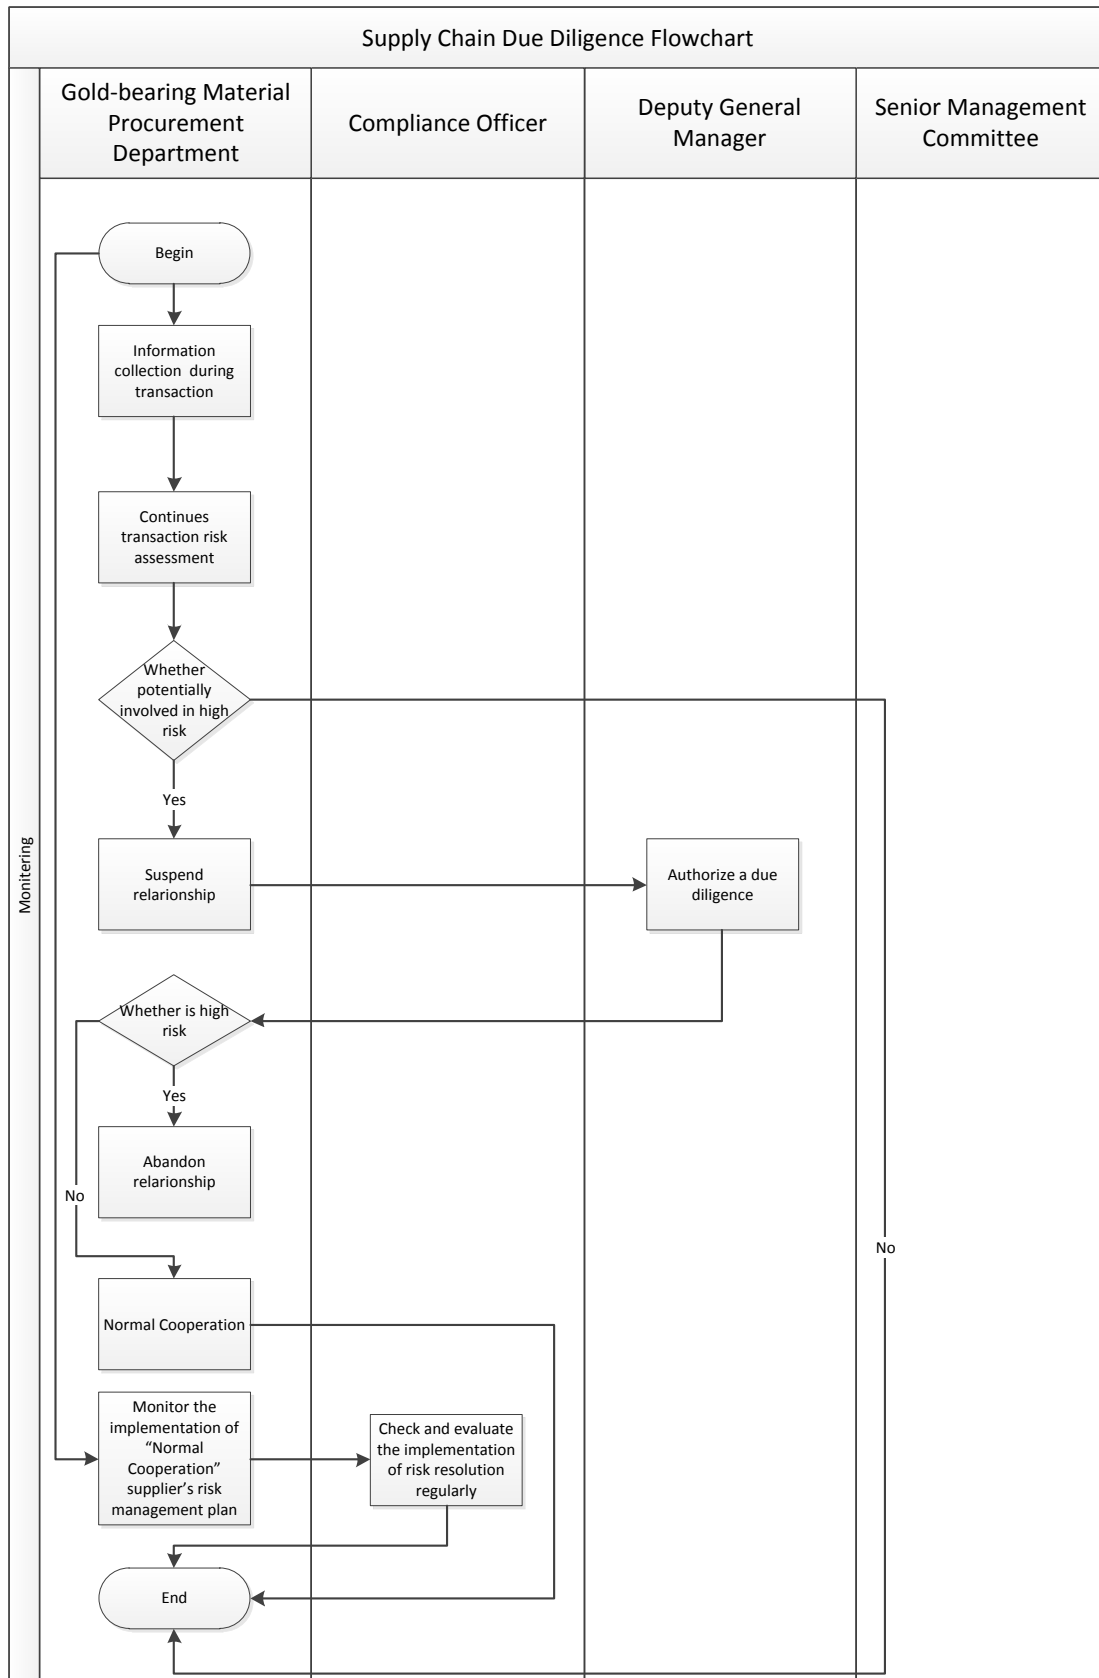 Supply Chain Due Diligence Flowchart
Gold-bearing Material
Procurement
Department
Compliance Officer
Deputy General
Manager
Senior Management
Committee
Monitering
Begin
Information
collection during
transaction
Continues
transaction risk
assessment
Whether
potentially
involved in high
risk
Yes
Suspend
relarionship
Authorize a due
diligence
Whether is high
risk
Yes
Abandon
relarionship
No
No
Normal Cooperation
Monitor the
implementation of
“Normal
Cooperation”
supplier’s risk
management plan
Check and evaluate
the implementation
of risk resolution
regularly
End